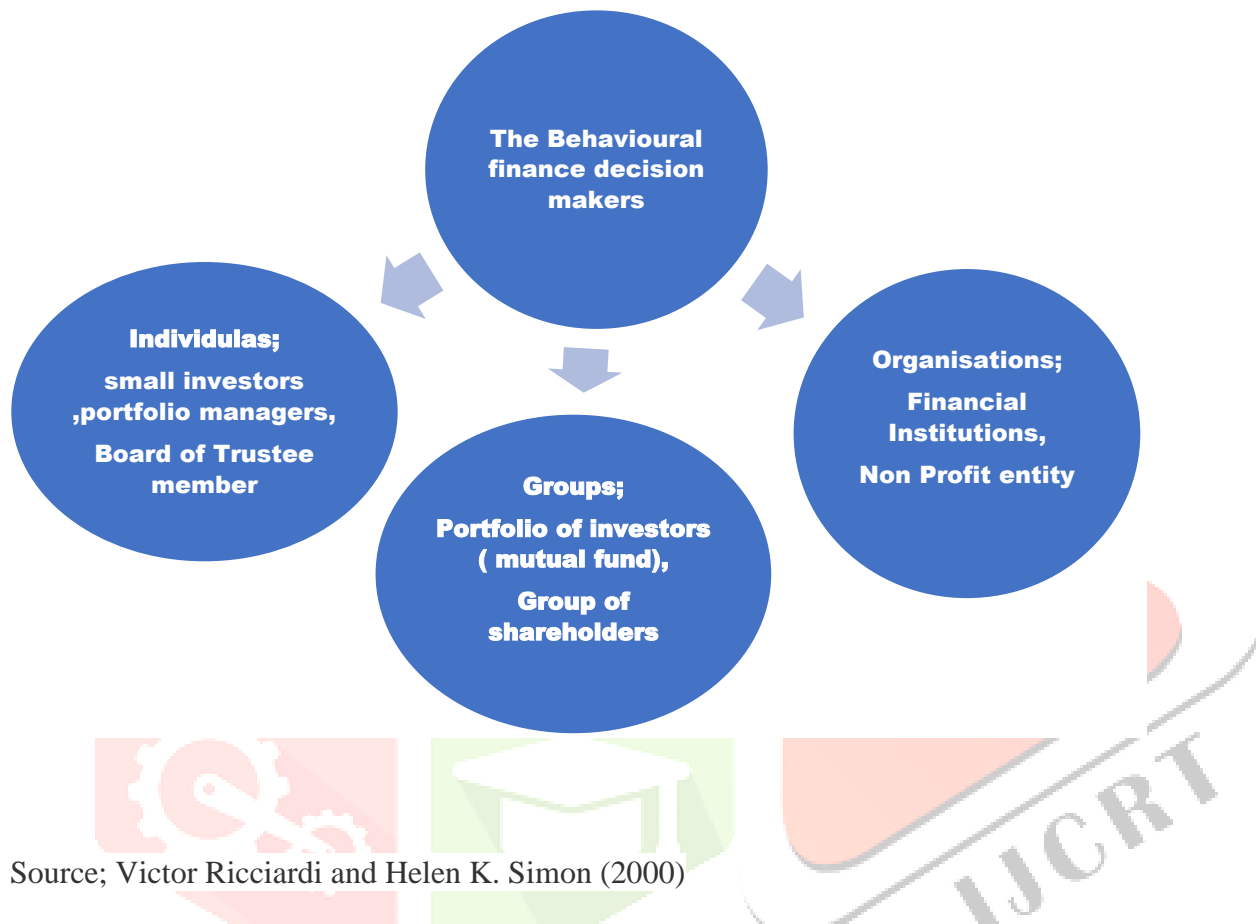 The Behavioural
finance decision
makers
Individulas;
small investors
,portfolio managers,
Board of Trustee
member
Groups;
Portfolio of investors
( mutual fund),
Group of
shareholders
Organisations;
Financial
Institutions,
Non Profit entity
Source; Victor Ricciardi and Helen K. Simon (2000)
IJCRT